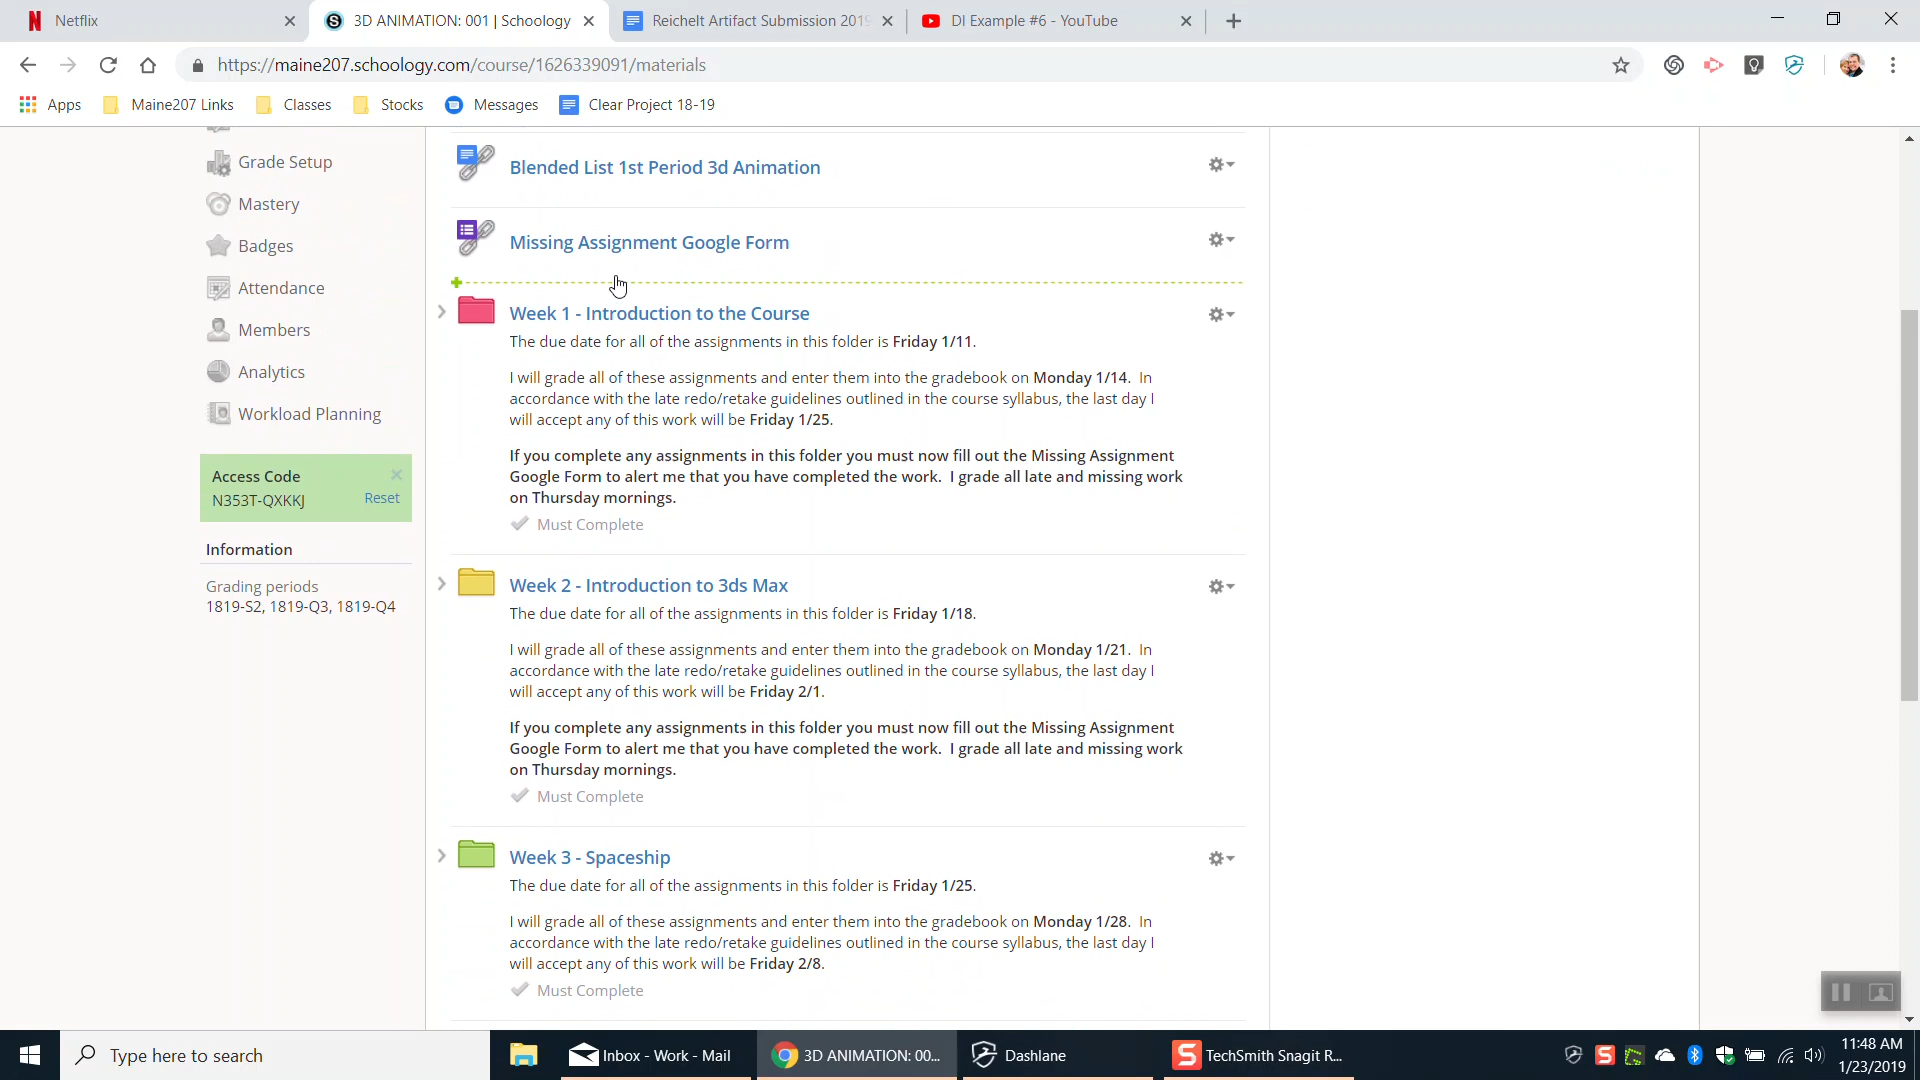 Netflix
3D ANIMATION: 001 | Schoology
Reichelt Artifact Submission 2019
DI Example #6 - YouTube
https://maine207.schoology.com/course/1626339091/materials
Apps
Maine207 Links
Classes
Stocks
Messages
Clear Project 18-19
Grade Setup
Mastery
Badges
Attendance
Members
Analytics
Workload Planning
Access Code
N353T-QXKKJ
Reset
Information
Grading periods
1819-S2, 1819-Q3, 1819-Q4
Blended List 1st Period 3d Animation
Missing Assignment Google Form
Week 1 - Introduction to the Course
The due date for all of the assignments in this folder is Friday 1/11.
I will grade all of these assignments and enter them into the gradebook on Monday 1/14. In
accordance with the late redo/retake guidelines outlined in the course syllabus, the last day I
will accept any of this work will be Friday 1/25.
If you complete any assignments in this folder you must now fill out the Missing Assignment
Google Form to alert me that you have completed the work. I grade all late and missing work
on Thursday mornings.
Must Complete
Week 2 - Introduction to 3ds Max
The due date for all of the assignments in this folder is Friday 1/18.
I will grade all of these assignments and enter them into the gradebook on Monday 1/21. In
accordance with the late redo/retake guidelines outlined in the course syllabus, the last day I
will accept any of this work will be Friday 2/1.
If you complete any assignments in this folder you must now fill out the Missing Assignment
Google Form to alert me that you have completed the work. I grade all late and missing work
on Thursday mornings.
Must Complete
Week 3 - Spaceship
The due date for all of the assignments in this folder is Friday 1/25.
I will grade all of these assignments and enter them into the gradebook on Monday 1/28. In
accordance with the late redo/retake guidelines outlined in the course syllabus, the last day I
will accept any of this work will be Friday 2/8.
Must Complete
Type here to search
Inbox - Work - Mail
3D ANIMATION: 00...
Dashlane
TechSmith Snagit R...
11:48 AM
1/23/2019